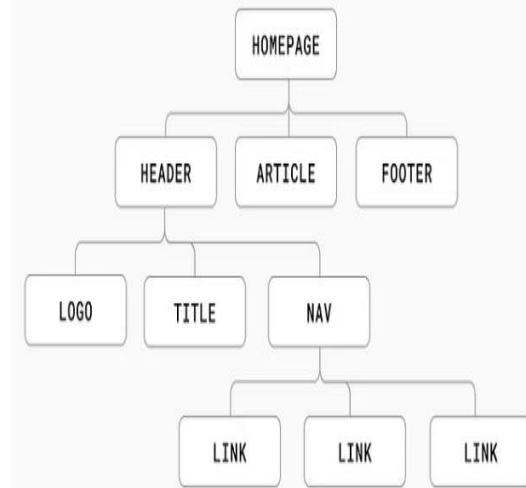 HOMEPAGE
HEADER
ARTICLE
FOOTER
LOGO
TITLE
NAV
LINK
LINK
LINK